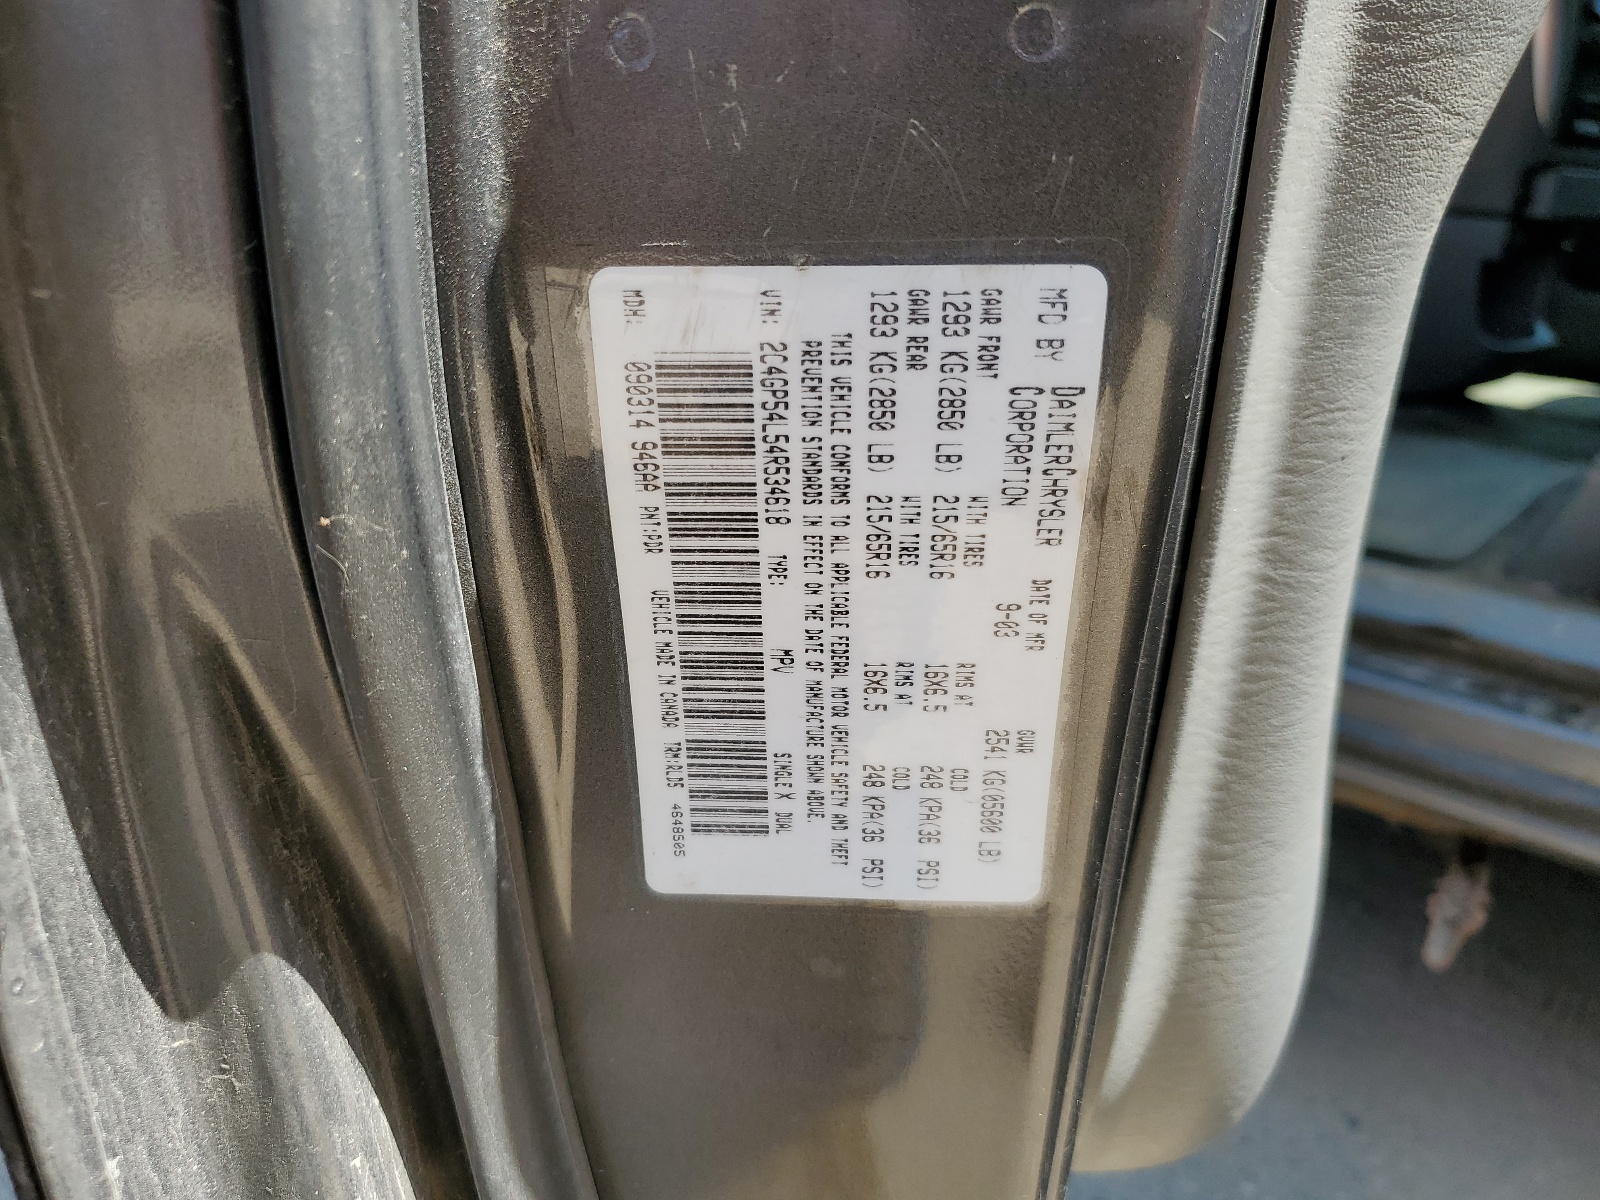 MFD BY DAIMLERCHRYSLER CORPORATION DATE OF MFR 9-03 GVWR 2541 KG(05600 LB)
GAWR FRONT WITH TIRES RIMS AT COLD
1293 KG(2850 LB) 215/65R16 16X6.5 248 KPA(36 PSI)
GAWR REAR WITH TIRES RIMS AT COLD
1293 KG(2850 LB) 215/65R16 16X6.5 248 KPA(36 PSI)
THIS VEHICLE CONFORMS TO ALL APPLICABLE FEDERAL MOTOR VEHICLE SAFETY AND THEFT
PREVENTION STANDARDS IN EFFECT ON THE DATE OF MANUFACTURE SHOWN ABOVE.
VIN: 2C4GP54L54R534618 TYPE: MPV SINGLE X DUAL
MDH: 090314 946AA PNT:PDR VEHICLE MADE IN CANADA TRM:RLD5 4648505